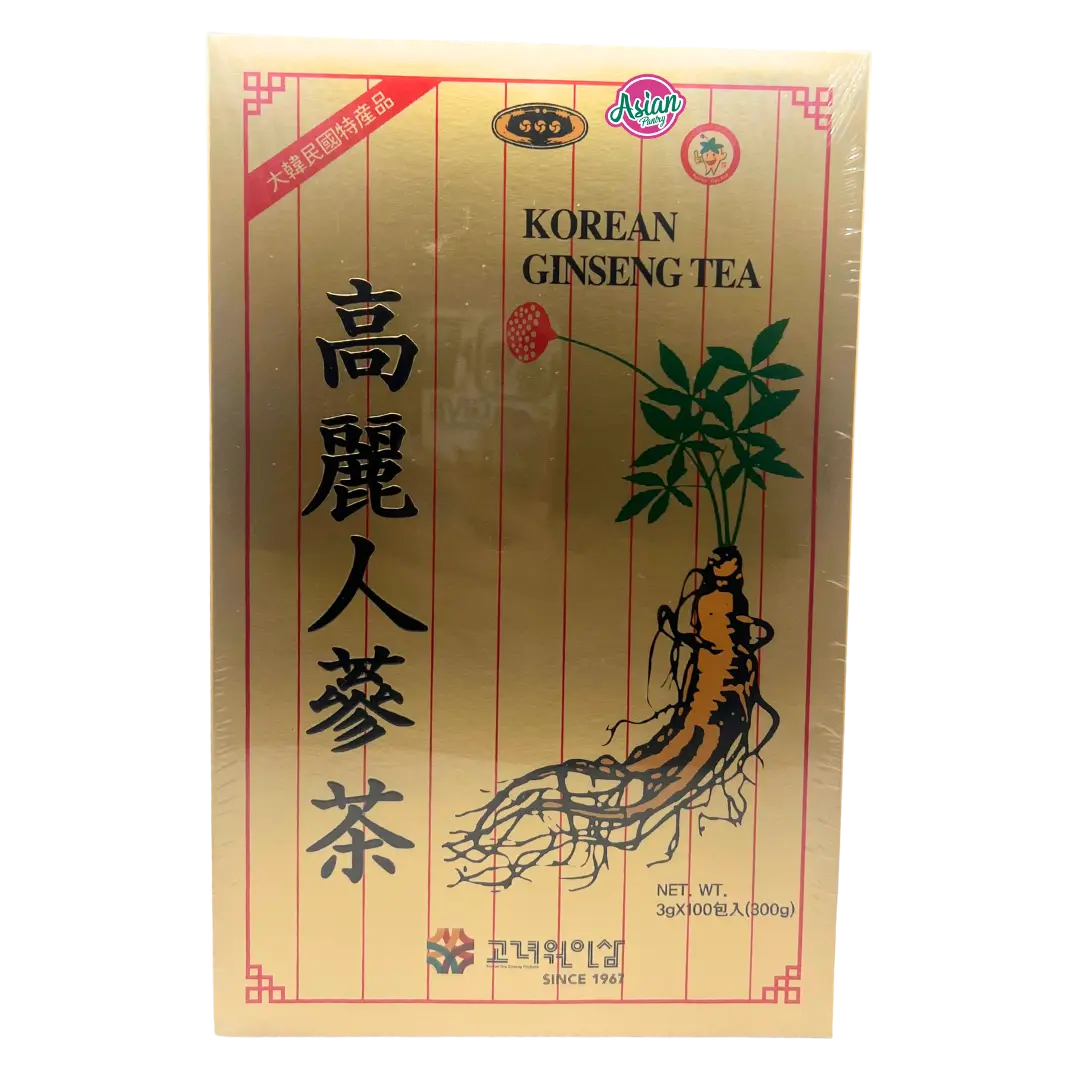 大韓民國特産品
Asian
Pantry
KOREAN
GINSENG TEA
高麗人蔘茶
NET. WT.
3gX100包入(300g)
고려원인삼
SINCE 1967